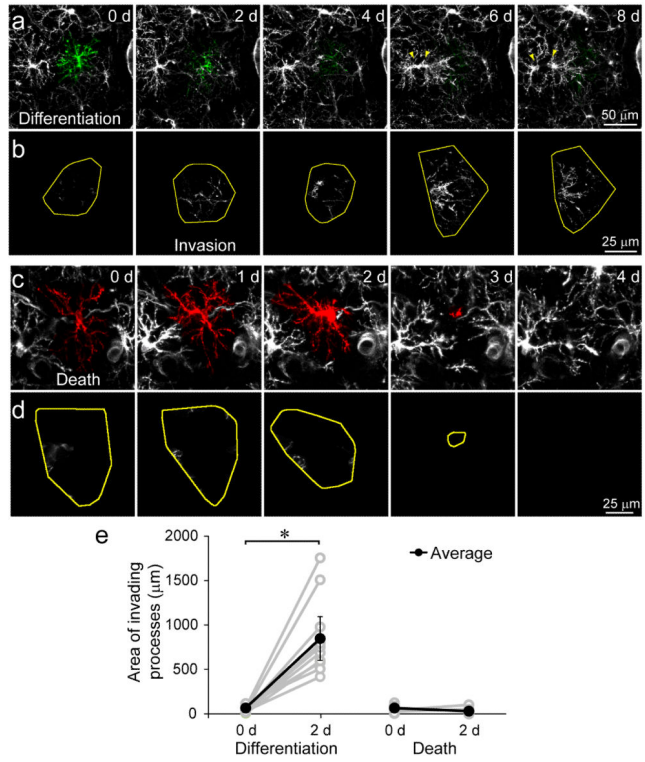 a 0 d 2 d 4 d 6 d 8 d
Differentiation 50 μm
b
Invasion 25 μm
c 0 d 1 d 2 d 3 d 4 d
Death
d
25 μm
e
2000
1500
1000
500
0
Area of invading
processes (μm)
*
Average
0 d 2 d 0 d 2 d
Differentiation Death